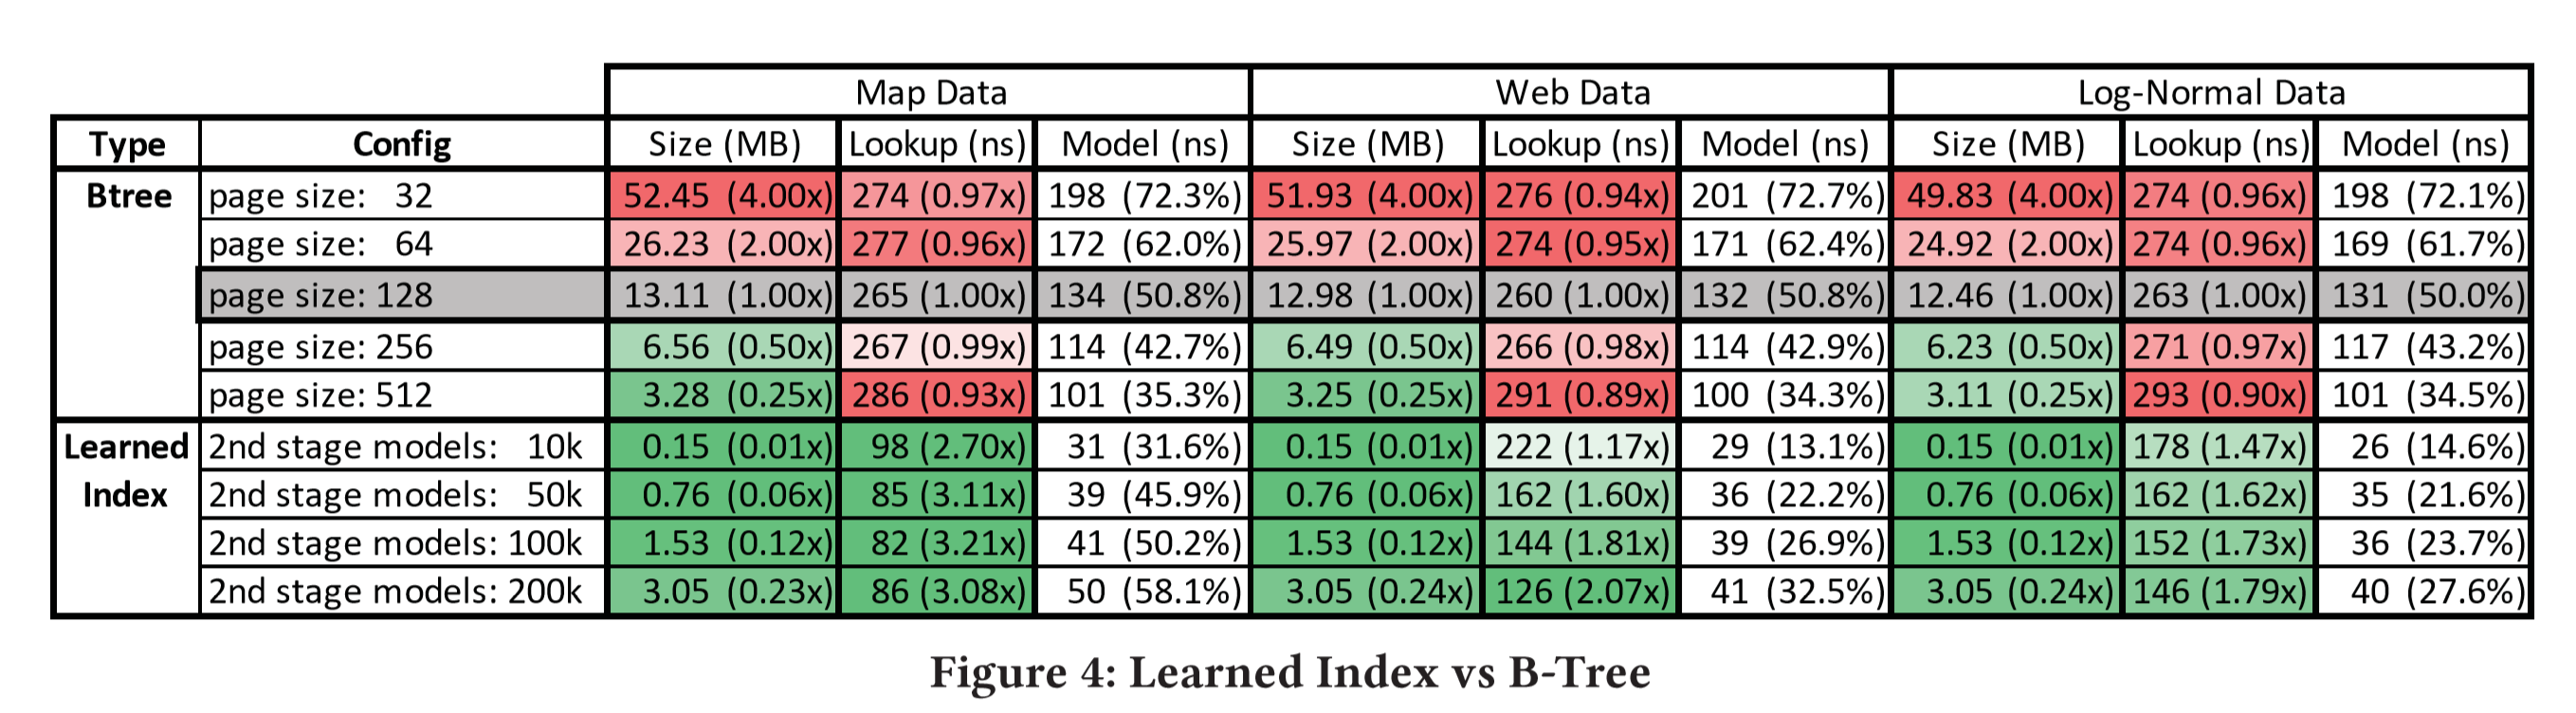 Map Data Web Data Log-Normal Data
Type Config Size (MB) Lookup (ns) Model (ns) Size (MB) Lookup (ns) Model (ns) Size (MB) Lookup (ns) Model (ns)
Btree page size: 32 52.45 (4.00x) 274 (0.97x) 198 (72.3%) 51.93 (4.00x) 276 (0.94x) 201 (72.7%) 49.83 (4.00x) 274 (0.96x) 198 (72.1%)
page size: 64 26.23 (2.00x) 277 (0.96x) 172 (62.0%) 25.97 (2.00x) 274 (0.95x) 171 (62.4%) 24.92 (2.00x) 274 (0.96x) 169 (61.7%)
page size: 128 13.11 (1.00x) 265 (1.00x) 134 (50.8%) 12.98 (1.00x) 260 (1.00x) 132 (50.8%) 12.46 (1.00x) 263 (1.00x) 131 (50.0%)
page size: 256 6.56 (0.50x) 267 (0.99x) 114 (42.7%) 6.49 (0.50x) 266 (0.98x) 114 (42.9%) 6.23 (0.50x) 271 (0.97x) 117 (43.2%)
page size: 512 3.28 (0.25x) 286 (0.93x) 101 (35.3%) 3.25 (0.25x) 291 (0.89x) 100 (34.3%) 3.11 (0.25x) 293 (0.90x) 101 (34.5%)
Learned 2nd stage models: 10k 0.15 (0.01x) 98 (2.70x) 31 (31.6%) 0.15 (0.01x) 222 (1.17x) 29 (13.1%) 0.15 (0.01x) 178 (1.47x) 26 (14.6%)
Index 2nd stage models: 50k 0.76 (0.06x) 85 (3.11x) 39 (45.9%) 0.76 (0.06x) 162 (1.60x) 36 (22.2%) 0.76 (0.06x) 162 (1.62x) 35 (21.6%)
2nd stage models: 100k 1.53 (0.12x) 82 (3.21x) 41 (50.2%) 1.53 (0.12x) 144 (1.81x) 39 (26.9%) 1.53 (0.12x) 152 (1.73x) 36 (23.7%)
2nd stage models: 200k 3.05 (0.23x) 86 (3.08x) 50 (58.1%) 3.05 (0.24x) 126 (2.07x) 41 (32.5%) 3.05 (0.24x) 146 (1.79x) 40 (27.6%)
Figure 4: Learned Index vs B-Tree